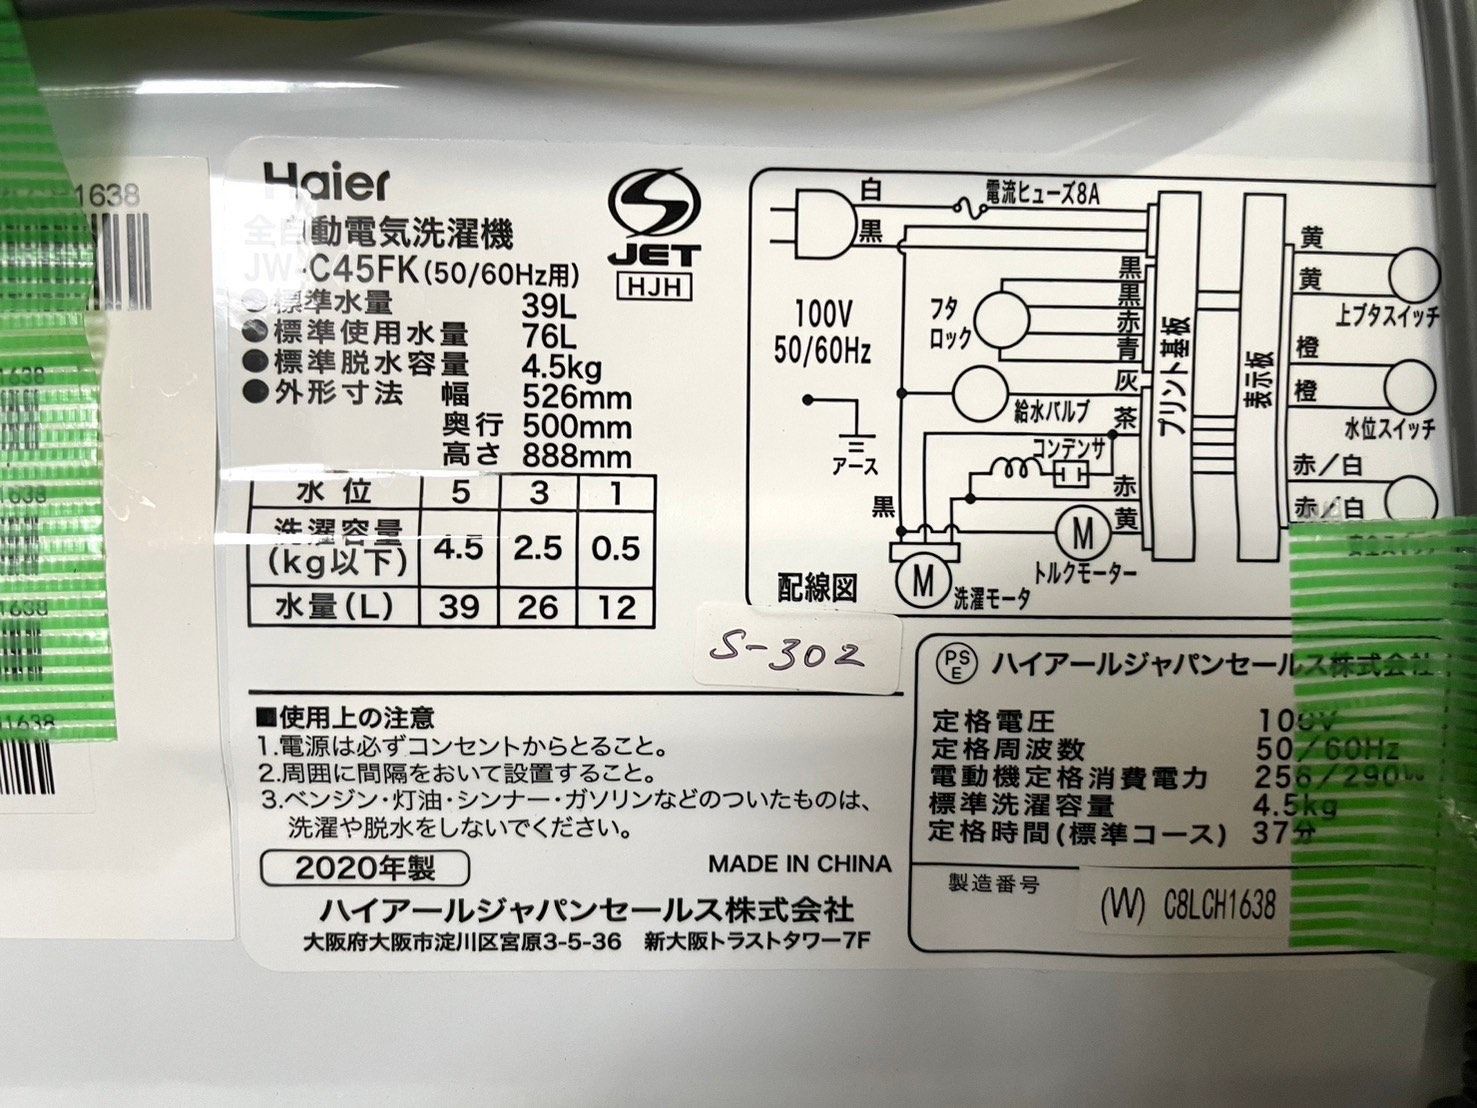 1638
Haier
全自動電気洗濯機
JW-C45FK(50/60Hz用)
JET
HJH
●標準水量 39L
●標準使用水量 76L
●標準脱水容量 4.5kg
●外形寸法 幅 526mm
奥行 500mm
高さ 888mm
水位 5 3 1
洗濯容量(kg以下) 4.5 2.5 0.5
水量(L) 39 26 12
白
電流ヒューズ8A
黒
100V
50/60Hz
アース
フタロック
黒
黒
赤
青
灰
給水バルブ
茶
コンデンサ
赤
黄
黒
M
トルクモーター
M
洗濯モータ
配線図
プリント基板
表示板
黄
黄
上ブタスイッチ
橙
橙
水位スイッチ
赤/白
赤/白
安全スイッチ
S-302
■使用上の注意
1.電源は必ずコンセントからとること。
2.周囲に間隔をおいて設置すること。
3.ベンジン・灯油・シンナー・ガソリンなどのついたものは、
洗濯や脱水をしないでください。
2020年製
MADE IN CHINA
ハイアールジャパンセールス株式会社
大阪府大阪市淀川区宮原3-5-36 新大阪トラストタワー7F
PSE ハイアールジャパンセールス株式会社
定格電圧 100V
定格周波数 50/60Hz
電動機定格消費電力 256/290W
標準洗濯容量 4.5kg
定格時間(標準コース) 37分
製造番号
(W) C8LCH1638
1638
1638
1638
H1638